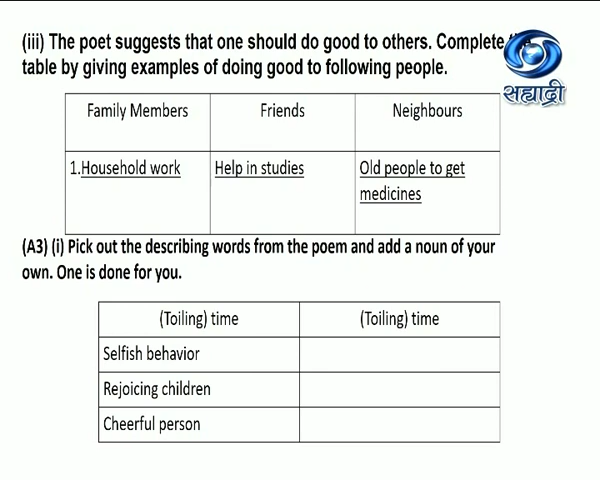 (iii) The poet suggests that one should do good to others. Complete
table by giving examples of doing good to following people.
सह्याद्री
Family Members Friends Neighbours
1.Household work Help in studies Old people to get
medicines
(A3) (i) Pick out the describing words from the poem and add a noun of your
own. One is done for you.
(Toiling) time (Toiling) time
Selfish behavior
Rejoicing children
Cheerful person